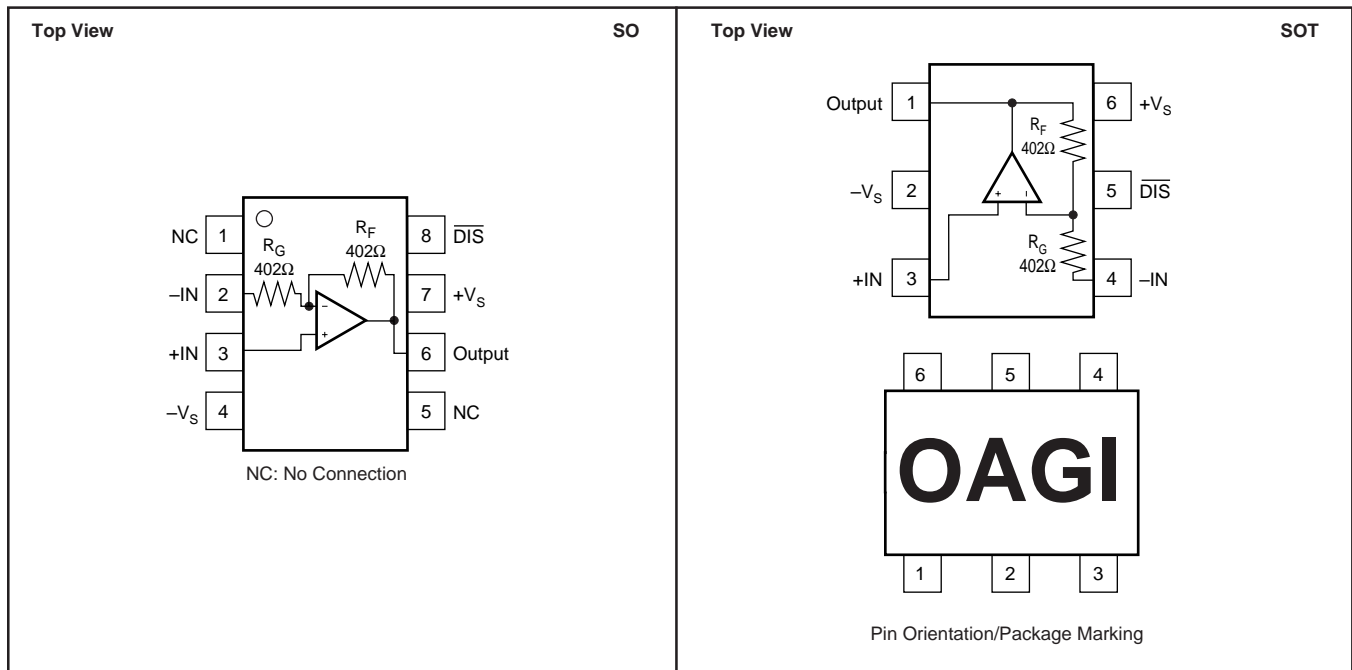 Top View SO
NC 1
8 DIS
R_G
402Ω
R_F
402Ω
–IN 2
7 +V_S
+IN 3
6 Output
–V_S 4
5 NC
–
+
NC: No Connection
Top View SOT
Output 1
6 +V_S
R_F
402Ω
–V_S 2
5 DIS
+ –
R_G
402Ω
+IN 3
4 –IN
6 5 4
OAGI
1 2 3
Pin Orientation/Package Marking